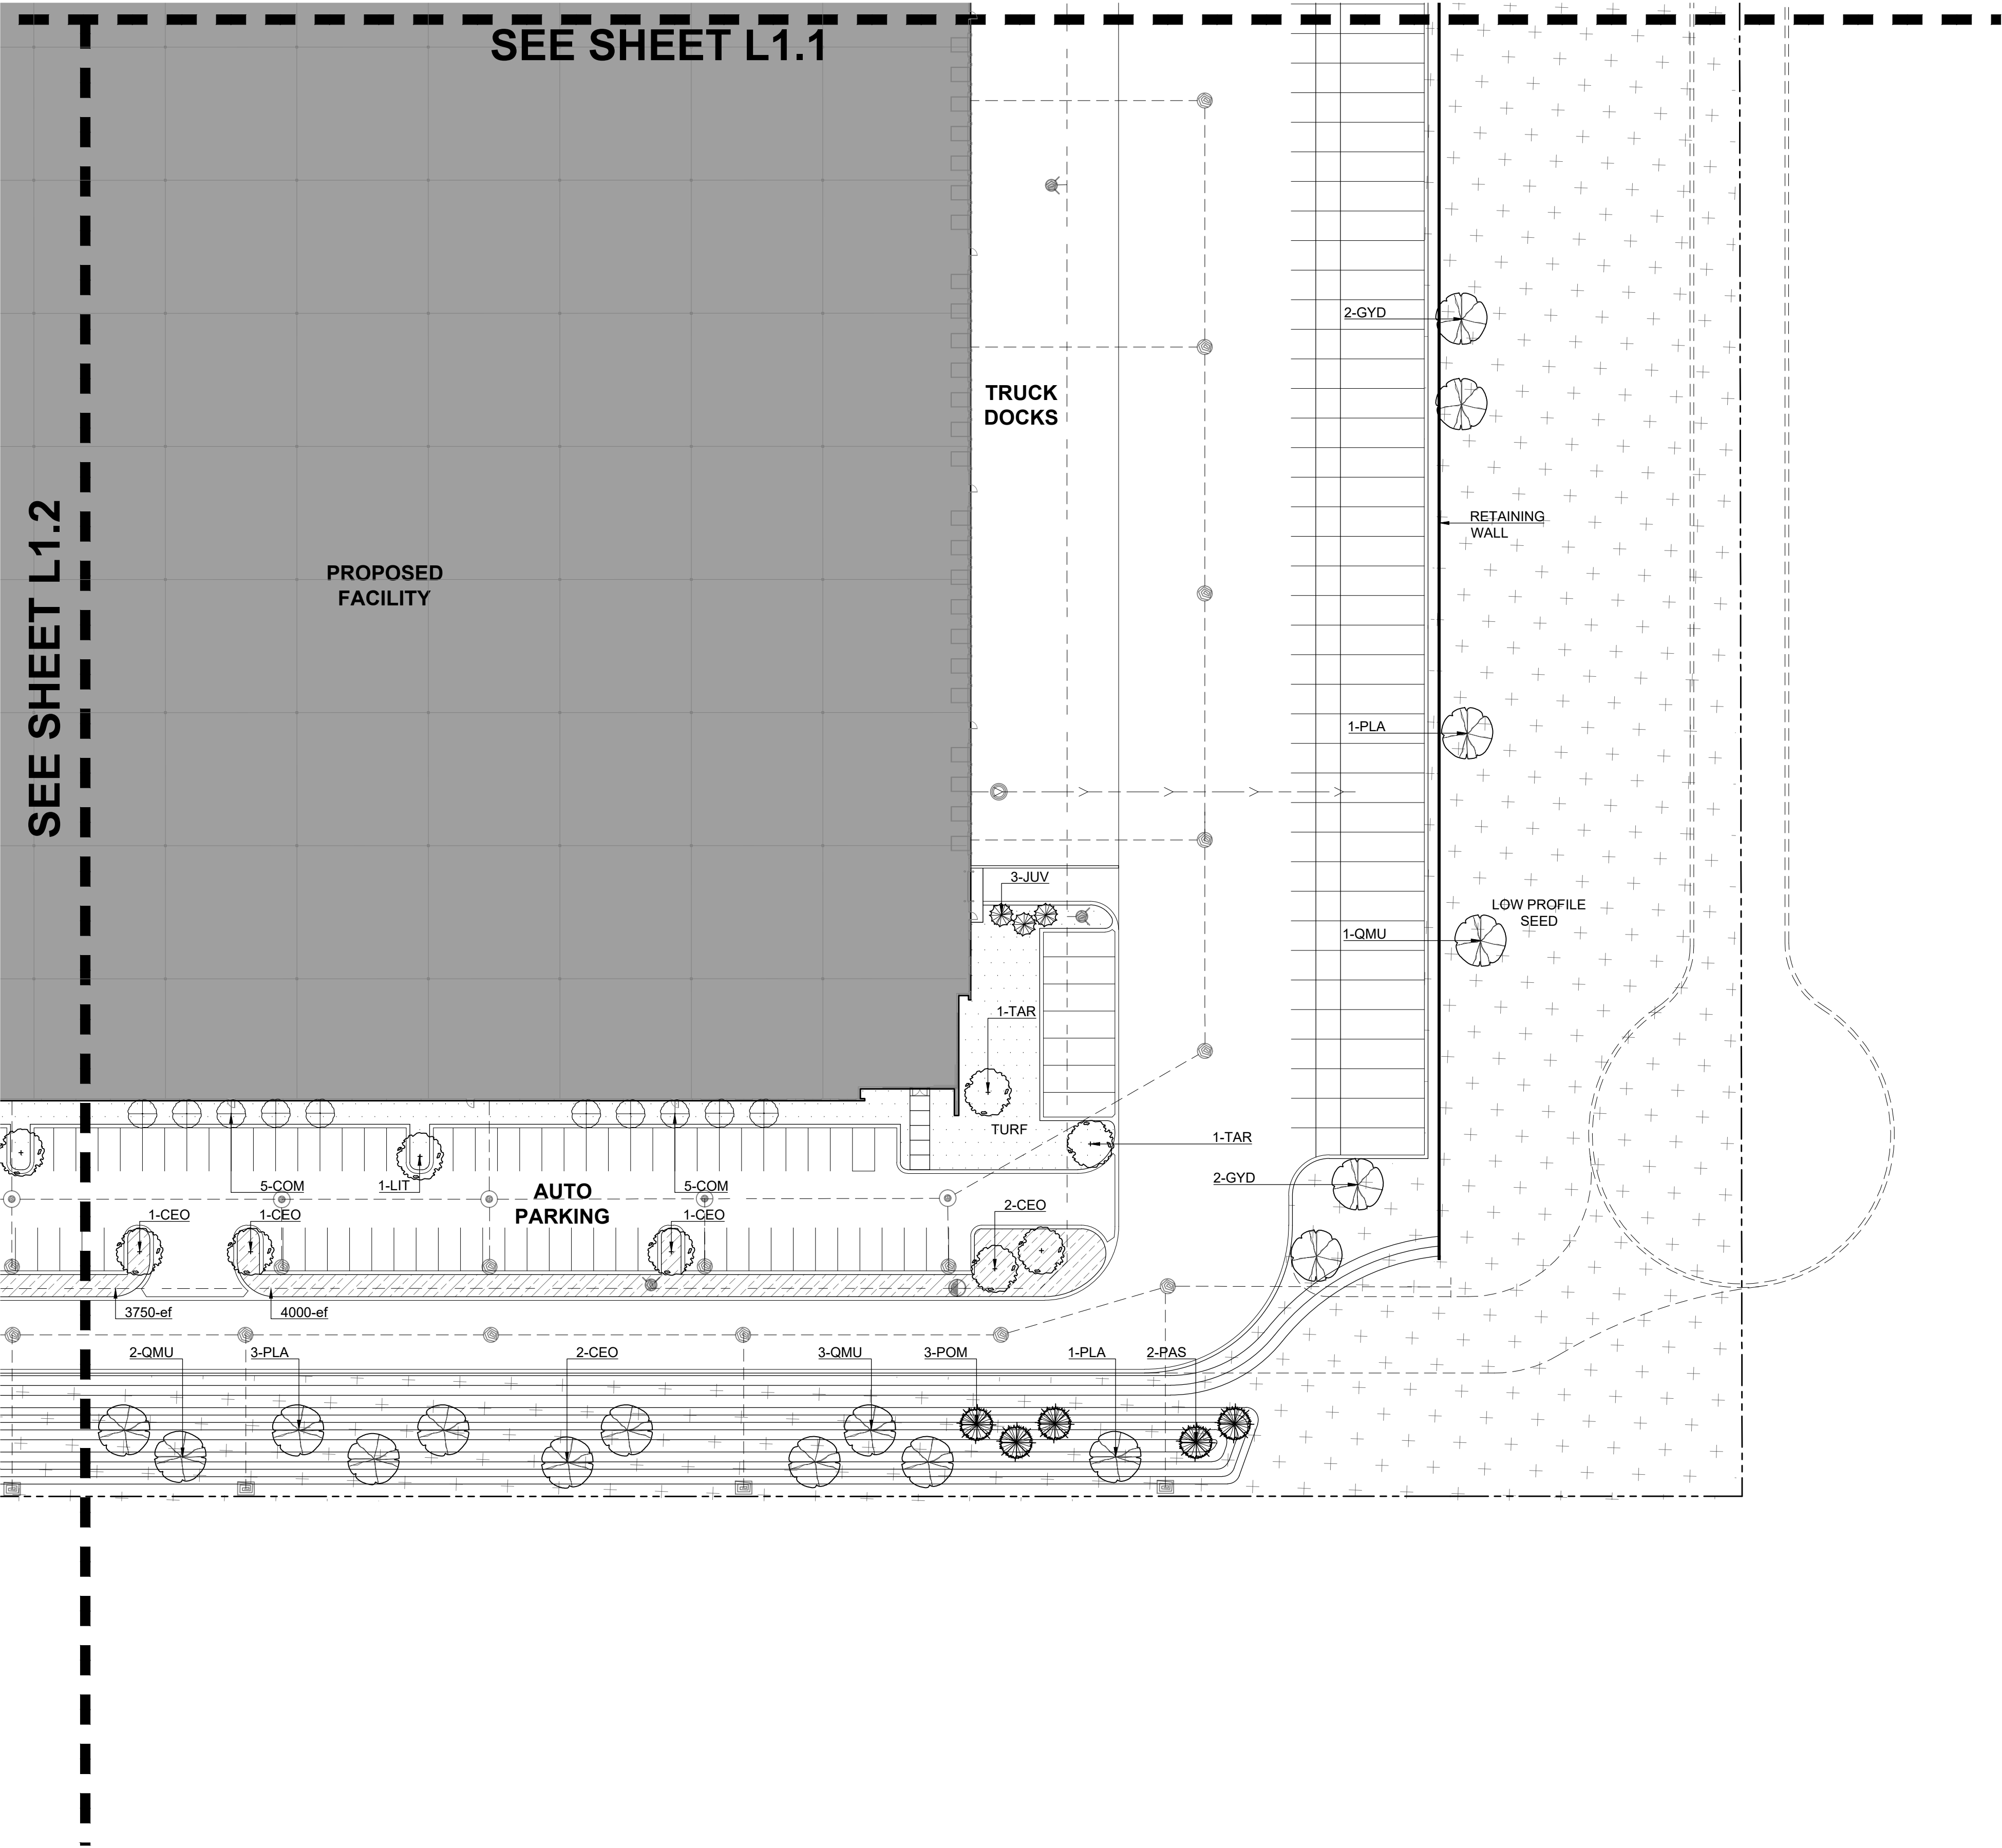 SEE SHEET L1.1
SEE SHEET L1.2
2-GYD
TRUCK
DOCKS
RETAINING
WALL
PROPOSED
FACILITY
1-PLA
3-JUV
LOW PROFILE
SEED
1-QMU
1-TAR
TURF
1-TAR
5-COM
1-LIT
AUTO
PARKING
5-COM
2-GYD
1-CEO
1-CEO
1-CEO
2-CEO
3750-ef
4000-ef
2-QMU
3-PLA
2-CEO
3-QMU
3-POM
1-PLA
2-PAS